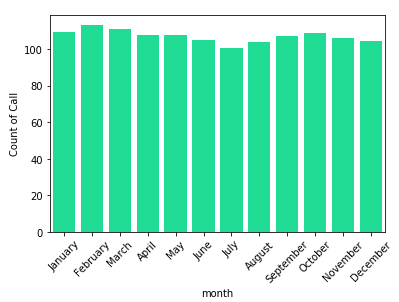 100
80
60
40
20
0
Count of Call
January
February
March
April
May
June
July
August
September
October
November
December
month